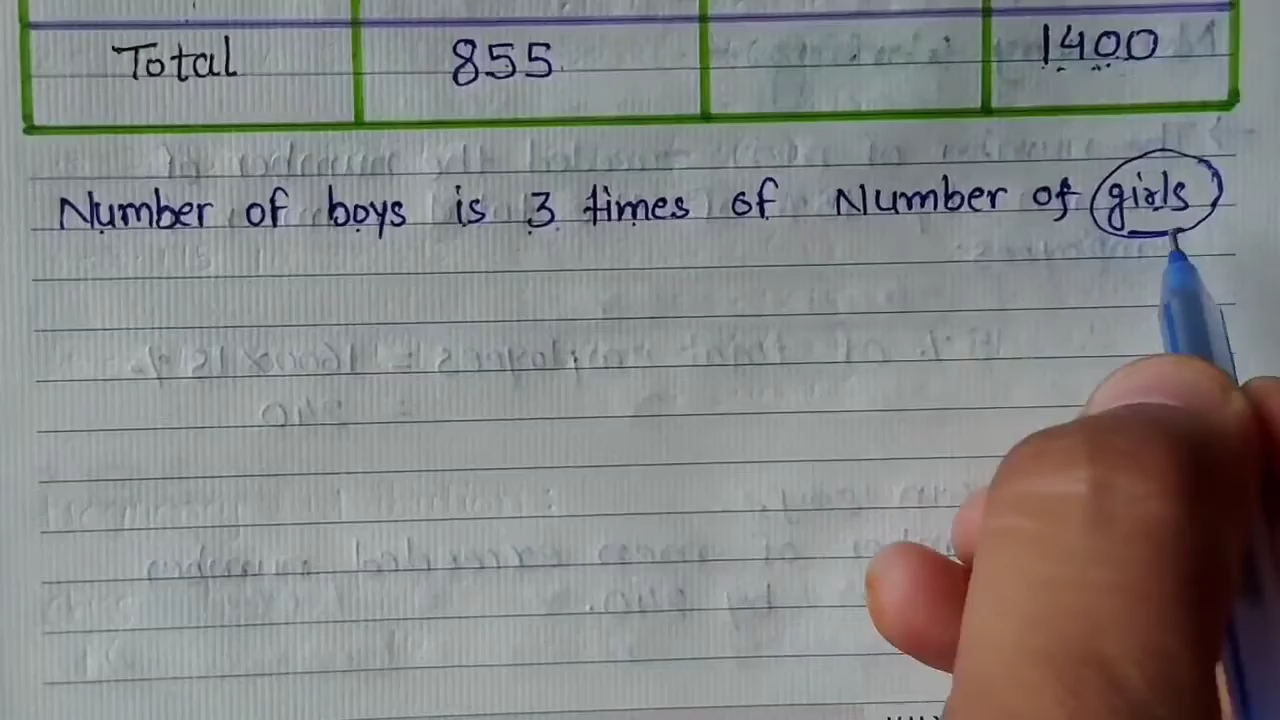 Total 855 1400
Number of boys is 3 times of Number of girls